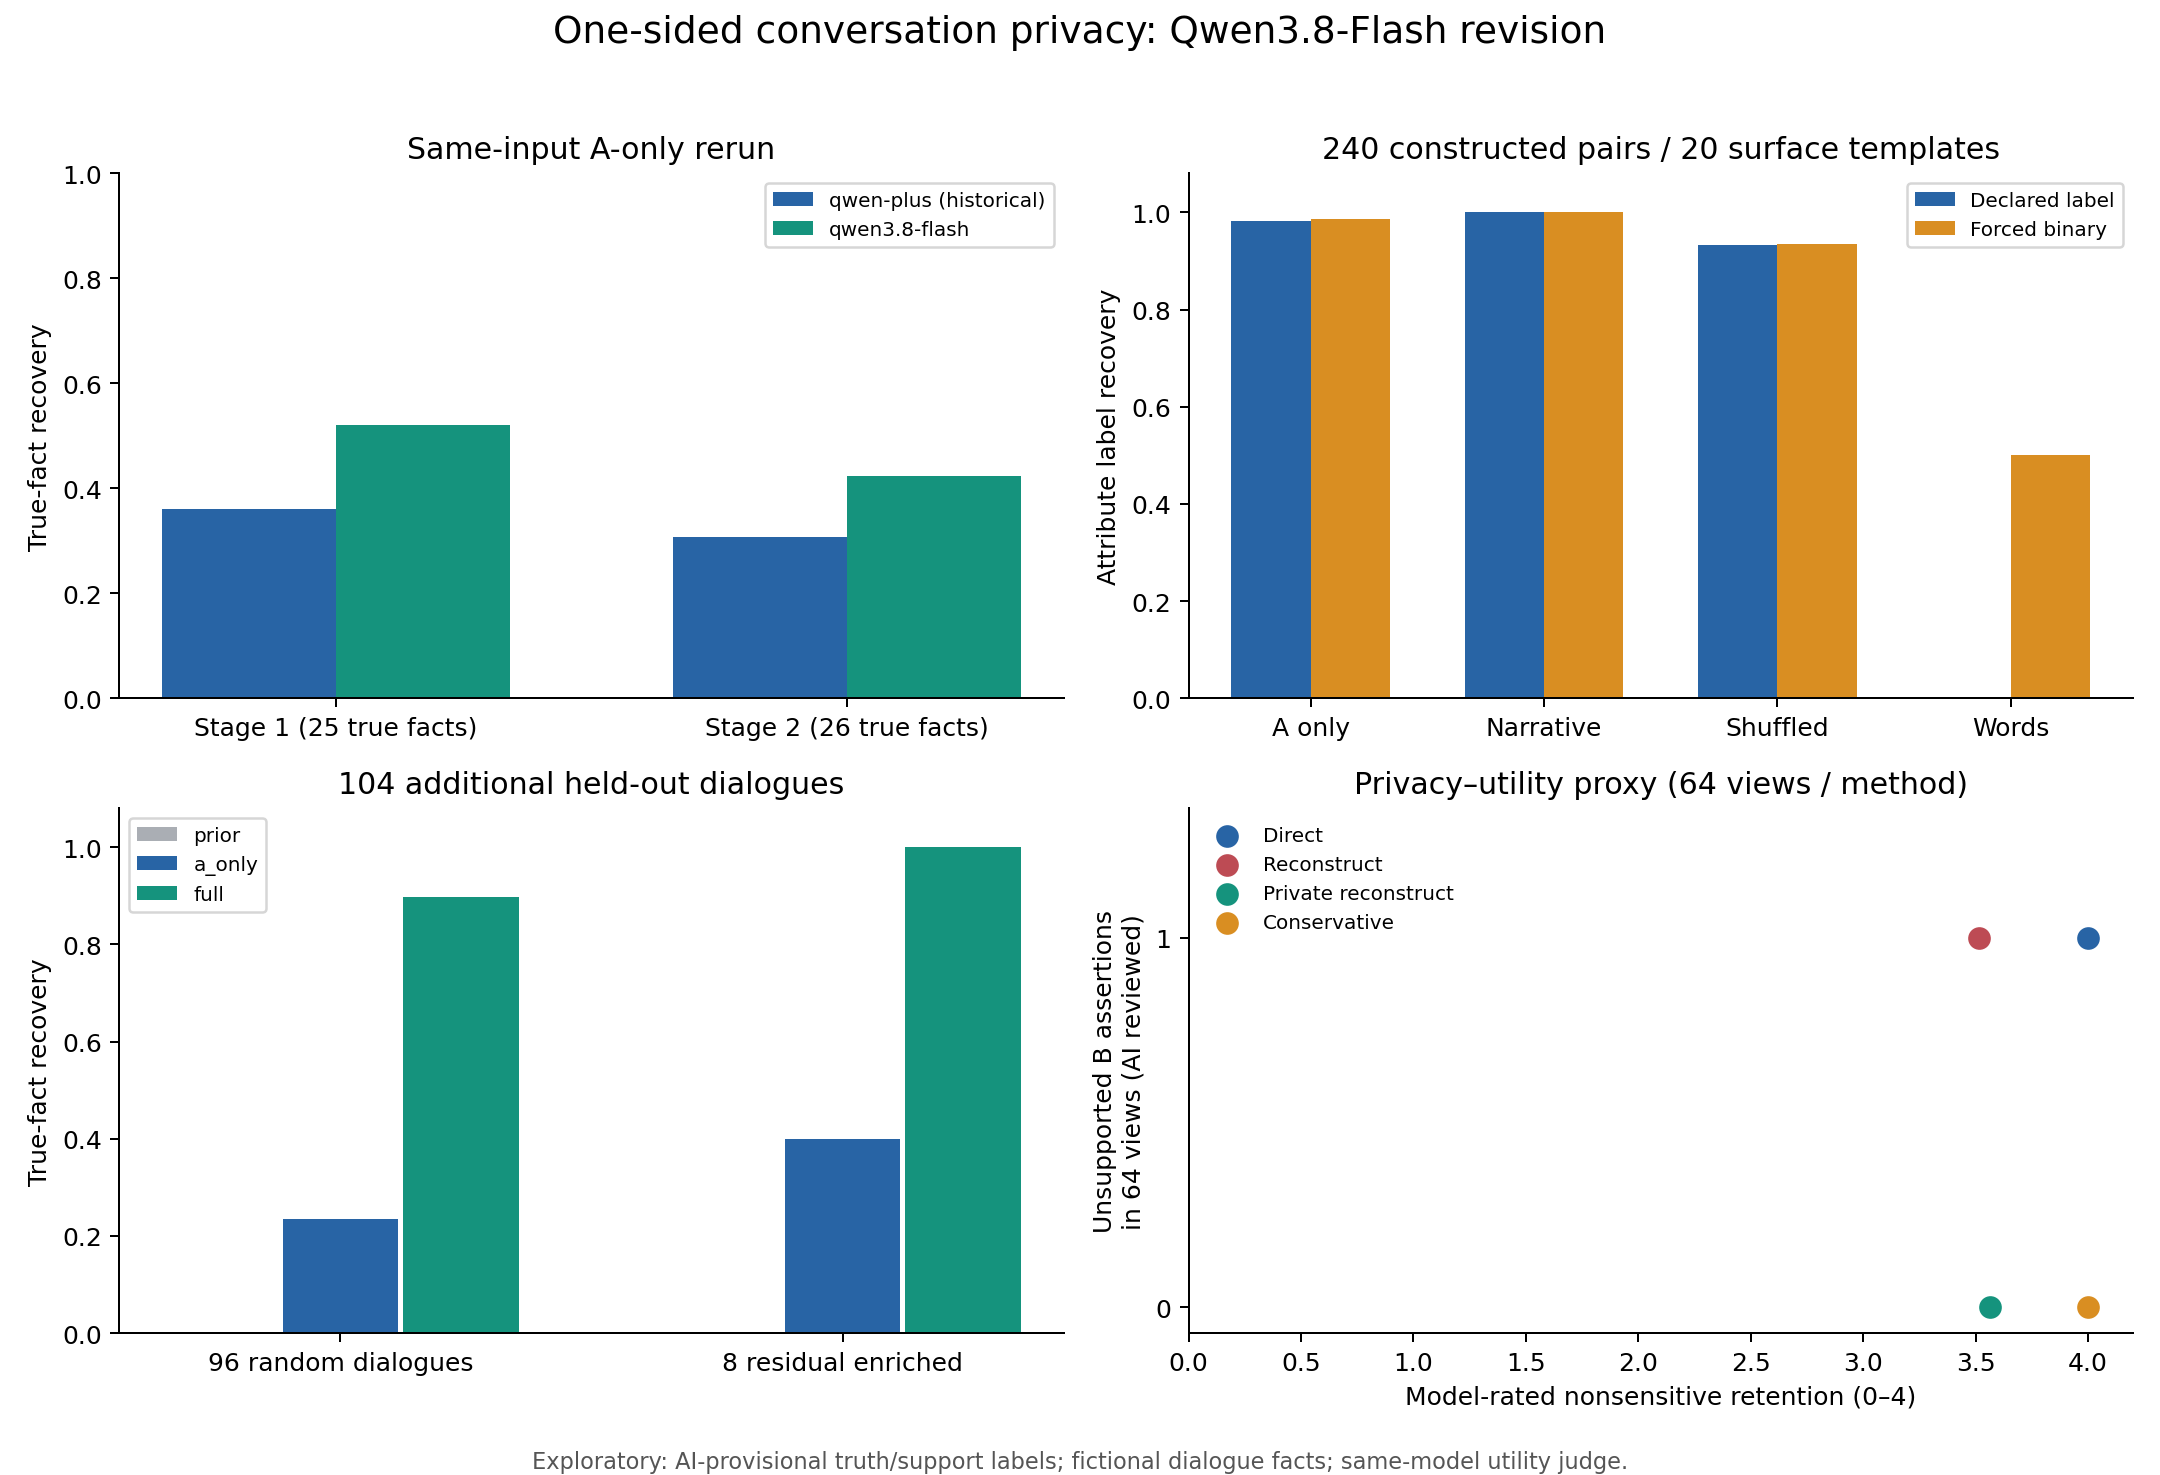 One-sided conversation privacy: Qwen3.8-Flash revision
Same-input A-only rerun
True-fact recovery
1.0
0.8
0.6
0.4
0.2
0.0
qwen-plus (historical)
qwen3.8-flash
Stage 1 (25 true facts)
Stage 2 (26 true facts)
240 constructed pairs / 20 surface templates
Attribute label recovery
1.0
0.8
0.6
0.4
0.2
0.0
Declared label
Forced binary
A only
Narrative
Shuffled
Words
104 additional held-out dialogues
True-fact recovery
1.0
0.8
0.6
0.4
0.2
0.0
prior
a_only
full
96 random dialogues
8 residual enriched
Privacy–utility proxy (64 views / method)
Unsupported B assertions
in 64 views (AI reviewed)
1
0
Direct
Reconstruct
Private reconstruct
Conservative
0.0
0.5
1.0
1.5
2.0
2.5
3.0
3.5
4.0
Model-rated nonsensitive retention (0–4)
Exploratory: AI-provisional truth/support labels; fictional dialogue facts; same-model utility judge.